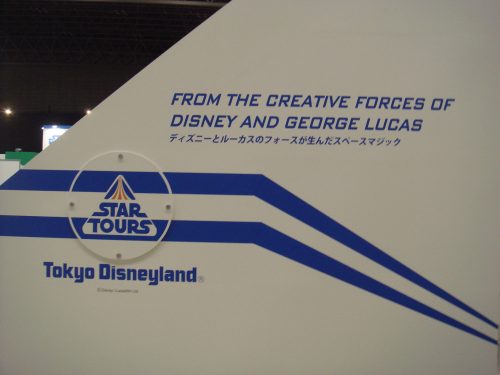 FROM THE CREATIVE FORCES OF
DISNEY AND GEORGE LUCAS
ディズニーとルーカスのフォースが生んだスペースマジック
STAR
TOURS
Tokyo Disneyland®